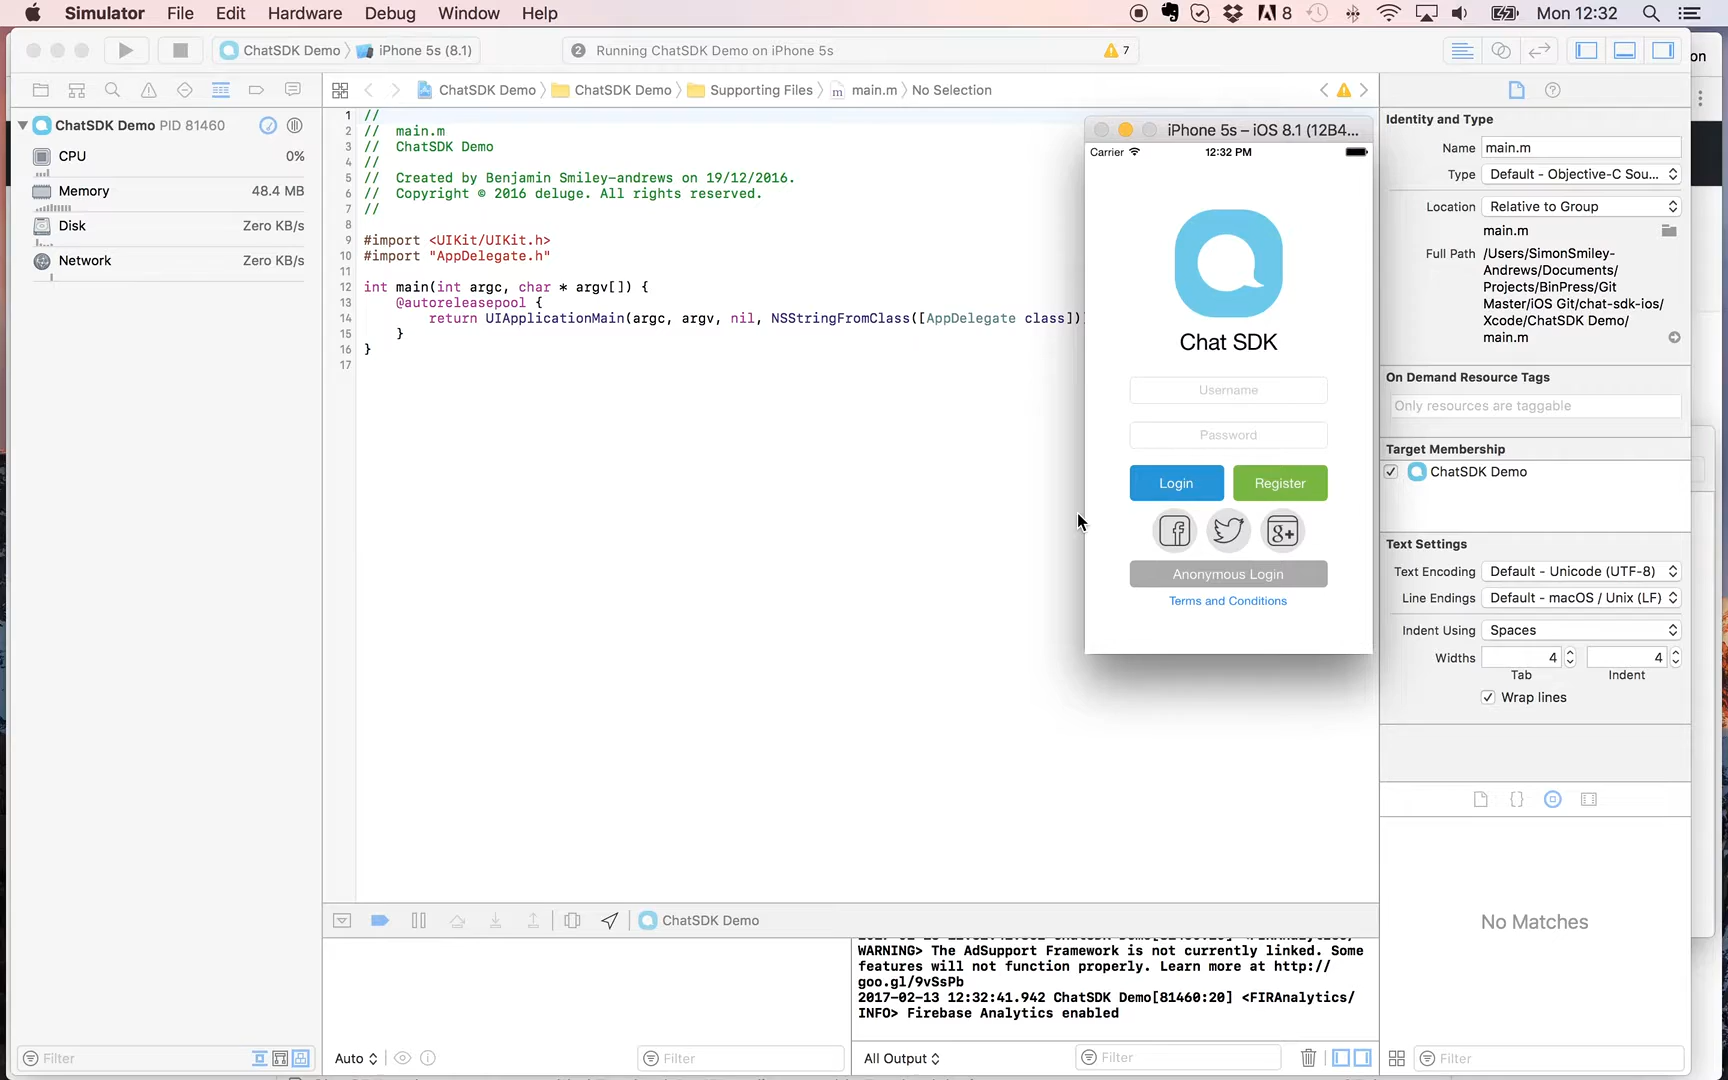 Simulator File Edit Hardware Debug Window Help
8 Mon 12:32
ChatSDK Demo iPhone 5s (8.1)
2 Running ChatSDK Demo on iPhone 5s
7
on
ChatSDK Demo ChatSDK Demo Supporting Files main.m No Selection
ChatSDK Demo PID 81460
CPU 0%
Memory 48.4 MB
Disk Zero KB/s
Network Zero KB/s
1 //
2 // main.m
3 // ChatSDK Demo
4 //
5 // Created by Benjamin Smiley-andrews on 19/12/2016.
6 // Copyright © 2016 deluge. All rights reserved.
7 //
8
9 #import <UIKit/UIKit.h>
10 #import "AppDelegate.h"
11
12 int main(int argc, char * argv[]) {
13 @autoreleasepool {
14 return UIApplicationMain(argc, argv, nil, NSStringFromClass([AppDelegate class])
15 }
16 }
17
iPhone 5s – iOS 8.1 (12B4...
Carrier 12:32 PM
Chat SDK
Username
Password
Login Register
Anonymous Login
Terms and Conditions
Identity and Type
Name main.m
Type Default - Objective-C Sou...
Location Relative to Group
main.m
Full Path /Users/SimonSmiley-
Andrews/Documents/
Projects/BinPress/Git
Master/iOS Git/chat-sdk-ios/
Xcode/ChatSDK Demo/
main.m
On Demand Resource Tags
Only resources are taggable
Target Membership
ChatSDK Demo
Text Settings
Text Encoding Default - Unicode (UTF-8)
Line Endings Default - macOS / Unix (LF)
Indent Using Spaces
Widths 4 4
Tab Indent
Wrap lines
No Matches
ChatSDK Demo
WARNING> The AdSupport Framework is not currently linked. Some
features will not function properly. Learn more at http://
goo.gl/9vSsPb
2017-02-13 12:32:41.942 ChatSDK Demo[81460:20] <FIRAnalytics/
INFO> Firebase Analytics enabled
Filter
Auto
Filter
All Output
Filter
Filter